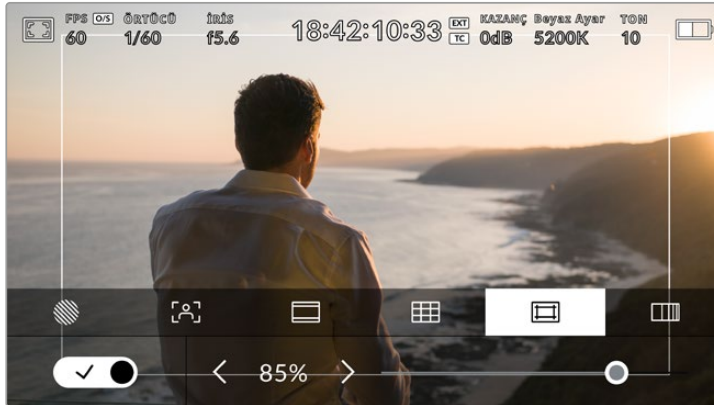 FPS O/S ÖRTÜCÜ İRİS 18:42:10:33 EXT KAZANÇ Beyaz Ayar TON
60 1/60 f5.6 TC 0dB 5200K 10
85%